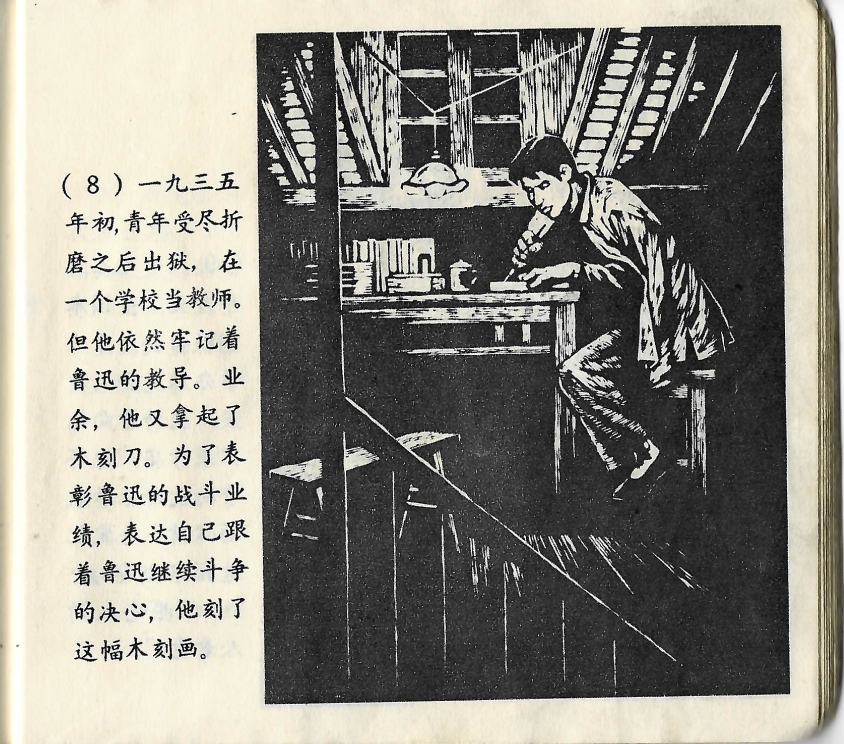 (8)一九三五
年初,青年受尽折
磨之后出狱，在
一个学校当教师。
但他依然牢记着
鲁迅的教导。业
余，他又拿起了
木刻刀。为了表
彰鲁迅的战斗业
绩，表达自己跟
着鲁迅继续斗争
的决心，他刻了
这幅木刻画。